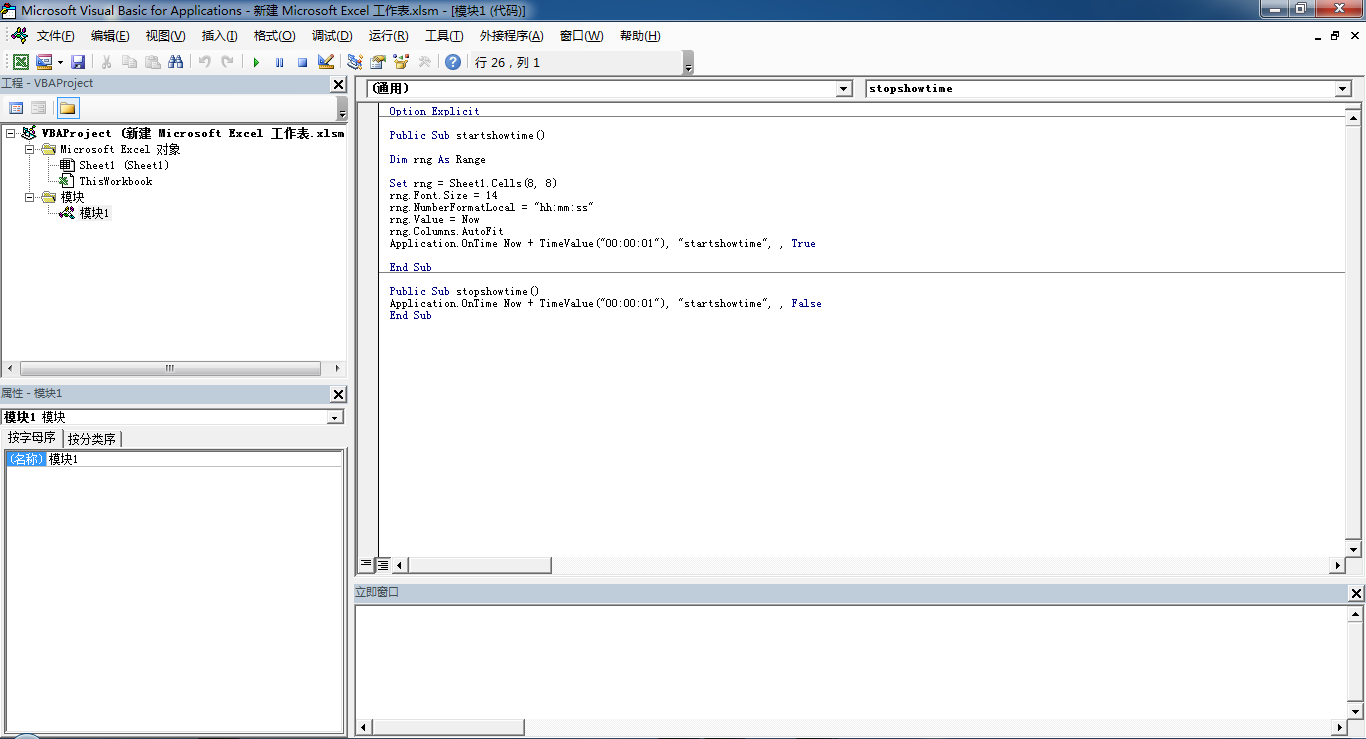 Microsoft Visual Basic for Applications - 新建 Microsoft Excel 工作表.xlsm - [模块1 (代码)]
文件(F) 编辑(E) 视图(V) 插入(I) 格式(O) 调试(D) 运行(R) 工具(T) 外接程序(A) 窗口(W) 帮助(H)
行 26 , 列 1
工程 - VBAProject
VBAProject (新建 Microsoft Excel 工作表.xlsm
Microsoft Excel 对象
Sheet1 (Sheet1)
ThisWorkbook
模块
模块1
属性 - 模块1
模块1 模块
按字母序 按分类序
(名称) 模块1
(通用) stopshowtime
Option Explicit
Public Sub startshowtime()
Dim rng As Range
Set rng = Sheet1.Cells(8, 8)
rng.Font.Size = 14
rng.NumberFormatLocal = "hh:mm:ss"
rng.Value = Now
rng.Columns.AutoFit
Application.OnTime Now + TimeValue("00:00:01"), "startshowtime", , True
End Sub
Public Sub stopshowtime()
Application.OnTime Now + TimeValue("00:00:01"), "startshowtime", , False
End Sub
立即窗口